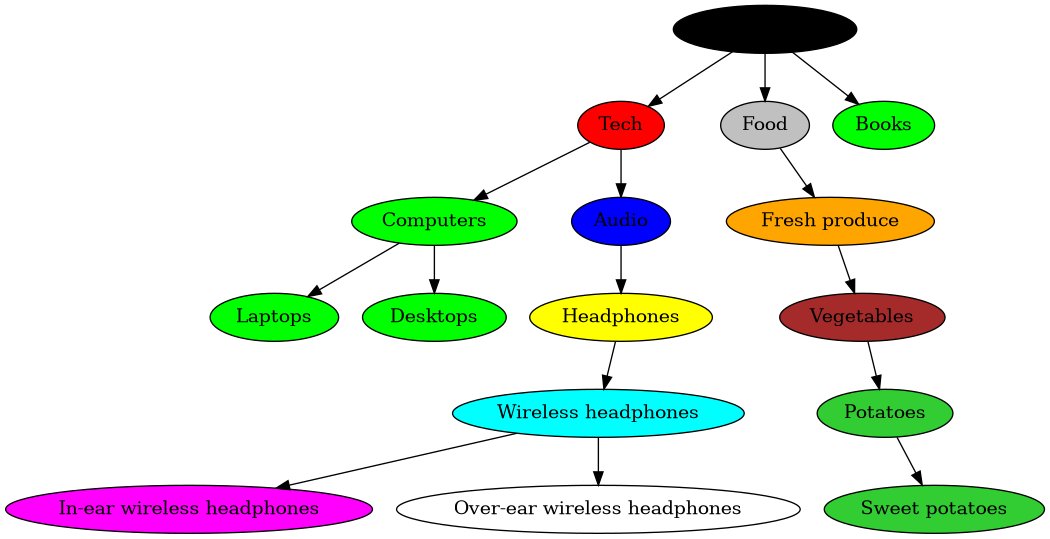 Tech
Food
Books
Computers
Audio
Fresh produce
Laptops
Desktops
Headphones
Vegetables
Wireless headphones
Potatoes
In-ear wireless headphones
Over-ear wireless headphones
Sweet potatoes